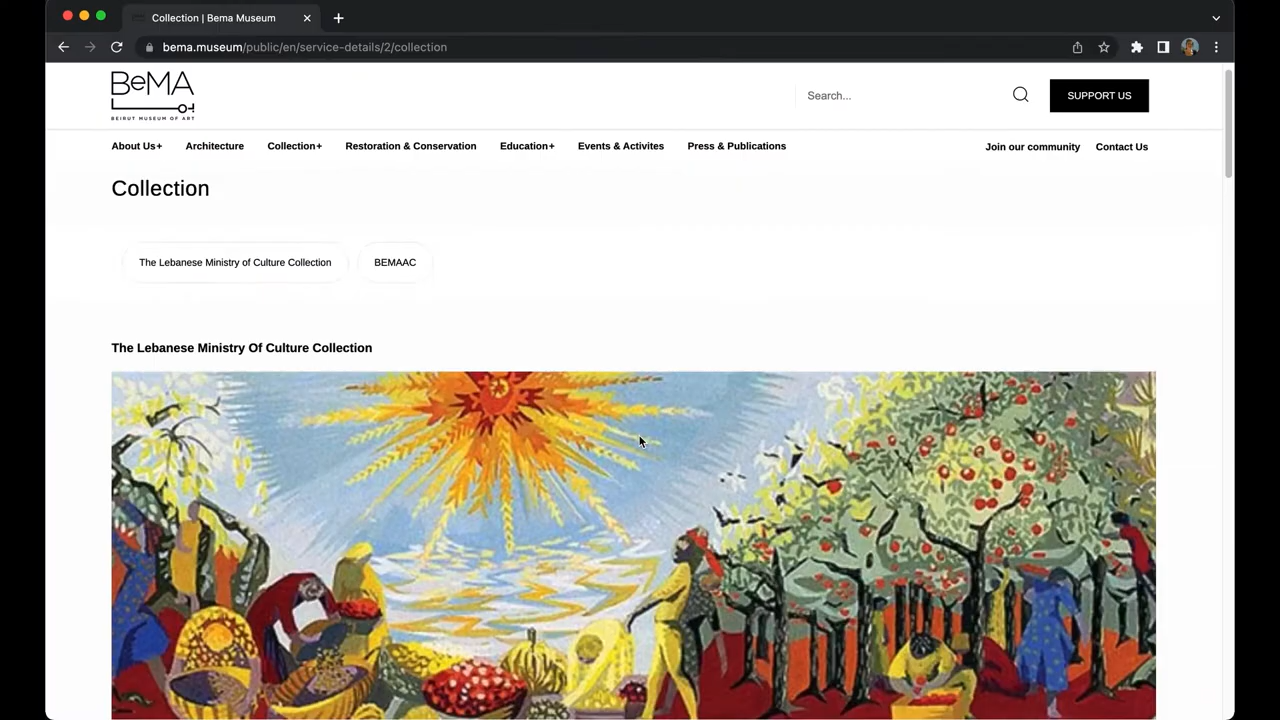 Collection | Bema Museum
bema.museum/public/en/service-details/2/collection
BeMA
BEIRUT MUSEUM OF ART
Search...
SUPPORT US
About Us+ Architecture Collection+ Restoration & Conservation Education+ Events & Activites Press & Publications Join our community Contact Us
Collection
The Lebanese Ministry of Culture Collection BEMAAC
The Lebanese Ministry Of Culture Collection